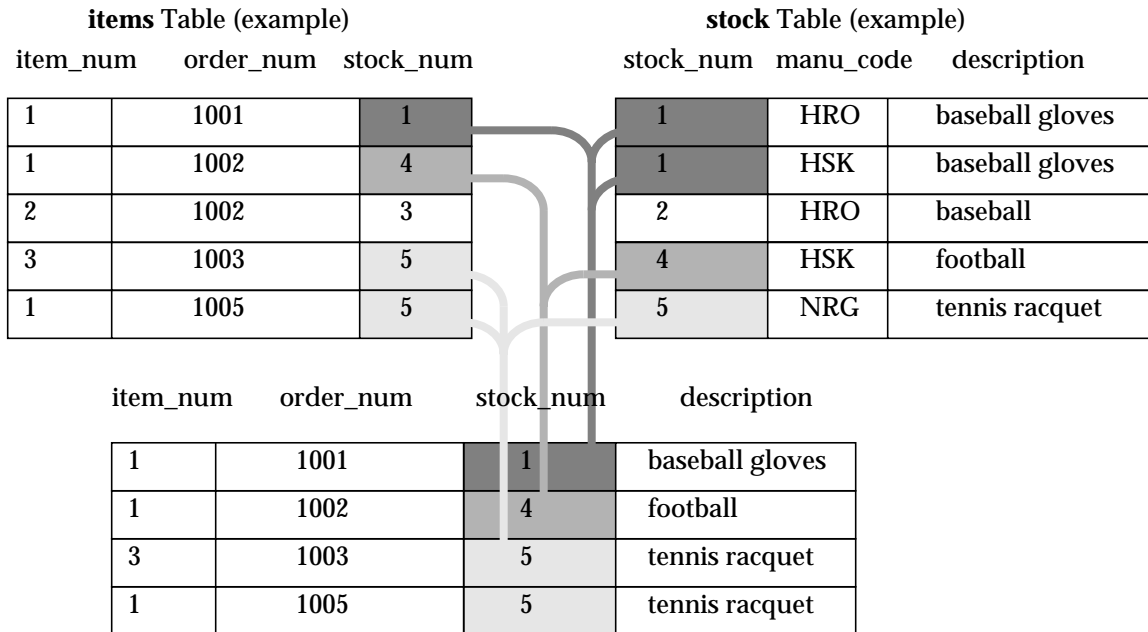 items Table (example)
item_num order_num stock_num
1 1001 1
1 1002 4
2 1002 3
3 1003 5
1 1005 5
stock Table (example)
stock_num manu_code description
1 HRO baseball gloves
1 HSK baseball gloves
2 HRO baseball
4 HSK football
5 NRG tennis racquet
item_num order_num stock_num description
1 1001 1 baseball gloves
1 1002 4 football
3 1003 5 tennis racquet
1 1005 5 tennis racquet